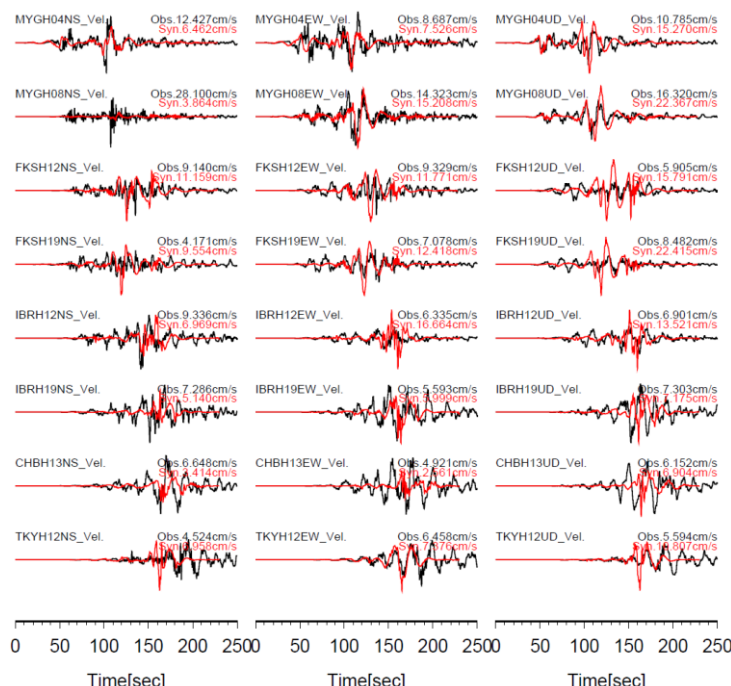 MYGH04NS_Vel. Obs.12.427cm/s
Syn.6.462cm/s
MYGH04EW_Vel. Obs.8.687cm/s
Syn.7.526cm/s
MYGH04UD_Vel. Obs.10.785cm/s
Syn.15.270cm/s
MYGH08NS_Vel. Obs.28.100cm/s
Syn.3.864cm/s
MYGH08EW_Vel. Obs.14.323cm/s
Syn.15.208cm/s
MYGH08UD_Vel. Obs.16.320cm/s
Syn.22.367cm/s
FKSH12NS_Vel. Obs.9.140cm/s
Syn.11.159cm/s
FKSH12EW_Vel. Obs.9.329cm/s
Syn.11.771cm/s
FKSH12UD_Vel. Obs.5.905cm/s
Syn.15.791cm/s
FKSH19NS_Vel. Obs.4.171cm/s
Syn.9.554cm/s
FKSH19EW_Vel. Obs.7.078cm/s
Syn.12.418cm/s
FKSH19UD_Vel. Obs.8.482cm/s
Syn.22.415cm/s
IBRH12NS_Vel. Obs.9.336cm/s
Syn.6.969cm/s
IBRH12EW_Vel. Obs.6.335cm/s
Syn.16.664cm/s
IBRH12UD_Vel. Obs.6.901cm/s
Syn.13.521cm/s
IBRH19NS_Vel. Obs.7.286cm/s
Syn.5.140cm/s
IBRH19EW_Vel. Obs.5.593cm/s
IBRH19UD_Vel. Obs.7.303cm/s
Syn.7.175cm/s
CHBH13NS_Vel. Obs.6.648cm/s
CHBH13EW_Vel. Obs.4.921cm/s
CHBH13UD_Vel. Obs.6.152cm/s
Syn.6.904cm/s
TKYH12NS_Vel. Obs.4.524cm/s
TKYH12EW_Vel. Obs.6.458cm/s
TKYH12UD_Vel. Obs.5.594cm/s
0 50 100 150 200 250
0 50 100 150 200 250
0 50 100 150 200 250
Time[sec]
Time[sec]
Time[sec]